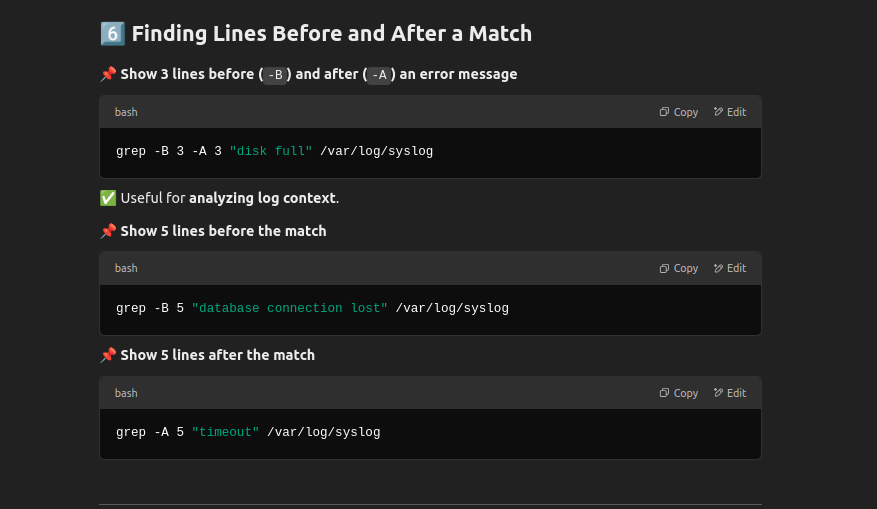 6️⃣ Finding Lines Before and After a Match
📌 Show 3 lines before (-B) and after (-A) an error message
bash Copy Edit
grep -B 3 -A 3 "disk full" /var/log/syslog
✅ Useful for analyzing log context.
📌 Show 5 lines before the match
bash Copy Edit
grep -B 5 "database connection lost" /var/log/syslog
📌 Show 5 lines after the match
bash Copy Edit
grep -A 5 "timeout" /var/log/syslog